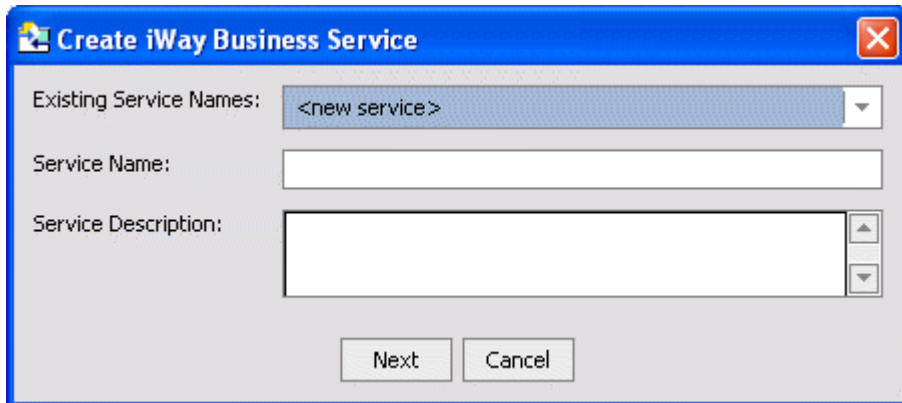 Create iWay Business Service
Existing Service Names: <new service>
Service Name:
Service Description:
Next Cancel